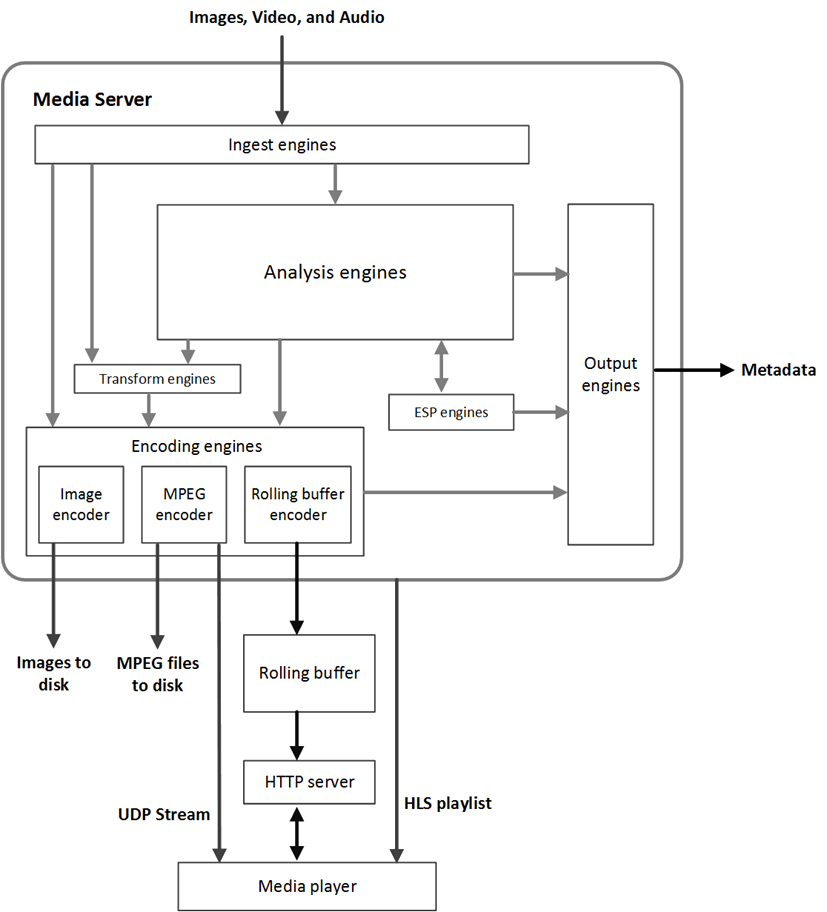 Images, Video, and Audio
Media Server
Ingest engines
Analysis engines
Output
engines
Metadata
Transform engines
ESP engines
Encoding engines
Image
encoder
MPEG
encoder
Rolling buffer
encoder
Images to
disk
MPEG files
to disk
Rolling buffer
HTTP server
HLS playlist
UDP Stream
Media player